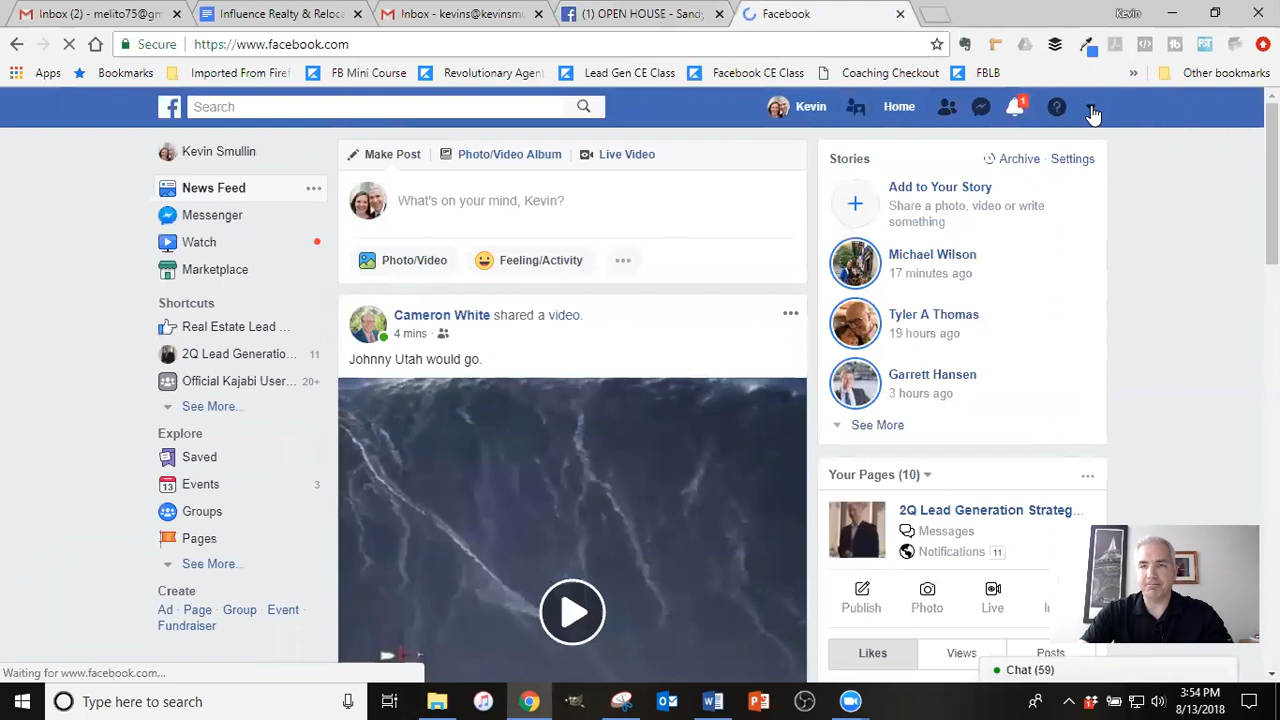 Inbox (2) - melito75@gm
Influence Realty & Reloca
Inbox - kevins@kevinsmu
(1) OPEN HOUSE - Sandy
Facebook
Kevin
Secure
https://www.facebook.com
Apps
Bookmarks
Imported From Firef
FB Mini Course
Revolutionary Agen
Lead Gen CE Class
Facebook CE Class
Coaching Checkout
FBLB
»
Other bookmarks
Search
Kevin
Home
1
Kevin Smullin
News Feed
Messenger
Watch
Marketplace
Shortcuts
Real Estate Lead ...
2Q Lead Generatio... 11
Official Kajabi User... 20+
See More...
Explore
Saved
Events 3
Groups
Pages
See More...
Create
Ad · Page · Group · Event ·
Fundraiser
Make Post
Photo/Video Album
Live Video
What's on your mind, Kevin?
Photo/Video
Feeling/Activity
Cameron White shared a video.
4 mins ·
Johnny Utah would go.
Stories
Archive · Settings
Add to Your Story
Share a photo, video or write
something
Michael Wilson
17 minutes ago
Tyler A Thomas
19 hours ago
Garrett Hansen
3 hours ago
See More
Your Pages (10)
2Q Lead Generation Strateg...
Messages
Notifications 11
Publish
Photo
Live
Likes
Views
Posts
Chat (59)
Waiting for www.facebook.com...
Type here to search
3:54 PM
8/13/2018